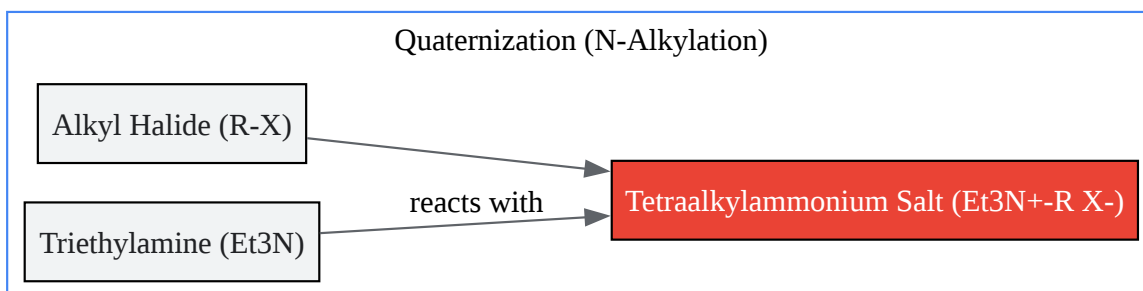 Quaternization (N-Alkylation)
Alkyl Halide (R-X)
reacts with
Tetraalkylammonium Salt (Et3N+-R X-)
Triethylamine (Et3N)